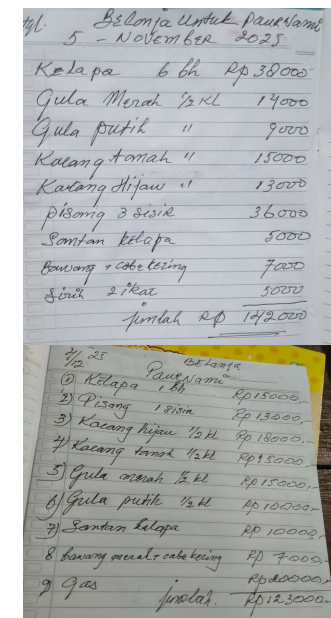 tgl. Belanja untuk Paurnami
5 - NOVEMBER 2025
Kelapa 6 bh Rp 38000
Gula Merah 1/2 kl 14000
Gula putih " 9000
Kacang tanah " 15000
Kacang Hijau " 13000
pisang 3 sisir 36000
Santan kelapa 5000
Bawang + cabe kering 7000
Sirih 2 ikat 5000
jumlah Rp 142000
4/12 25 Belanja
PAURNAMi
1) Kelapa 1 bh Rp 15000,-
2) Pisang 1 sisir Rp 13000,-
3) Kacang hijau 1/2 kl Rp 18000,-
4) Kacang tanah 1/2 kl Rp 15000,-
5) Gula merah 1/2 kl Rp 15000,-
6) Gula putih 1/2 kl Rp 10000,-
7) Santan kelapa Rp 10000,-
8 bawang merah + cabe kering Rp 7000,-
9 Gas Rp 20000,-
jumlah. Rp 123000,-